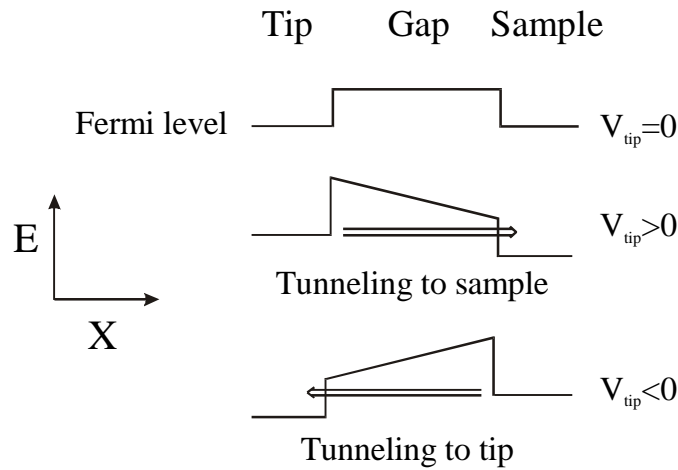 Tip Gap Sample
Fermi level V_tip=0
V_tip>0
E
Tunneling to sample
X
V_tip<0
Tunneling to tip